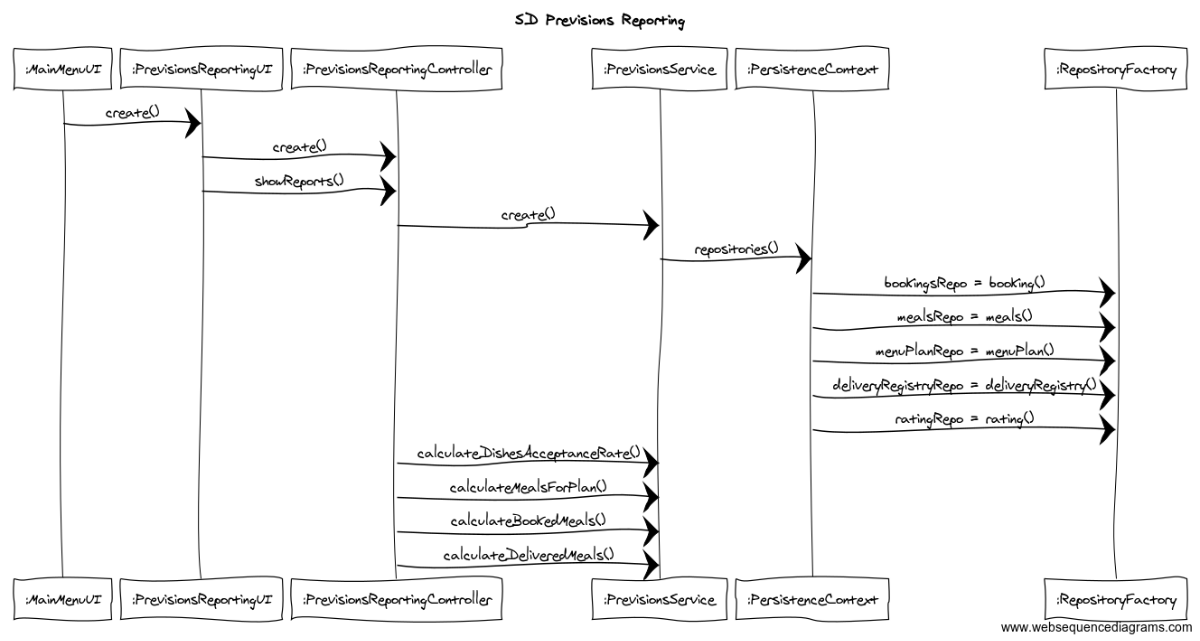 SD Previsions Reporting
:MainMenuUI :PrevisionsReportingUI :PrevisionsReportingController :PrevisionsService :PersistenceContext :RepositoryFactory
create()
create()
showReports()
create()
repositories()
bookingsRepo = booking()
mealsRepo = meals()
menuPlanRepo = menuPlan()
deliveryRegistryRepo = deliveryRegistry()
ratingRepo = rating()
calculateDishesAcceptanceRate()
calculateMealsForPlan()
calculateBookedMeals()
calculateDeliveredMeals()
:MainMenuUI :PrevisionsReportingUI :PrevisionsReportingController :PrevisionsService :PersistenceContext :RepositoryFactory
www.websequencediagrams.com